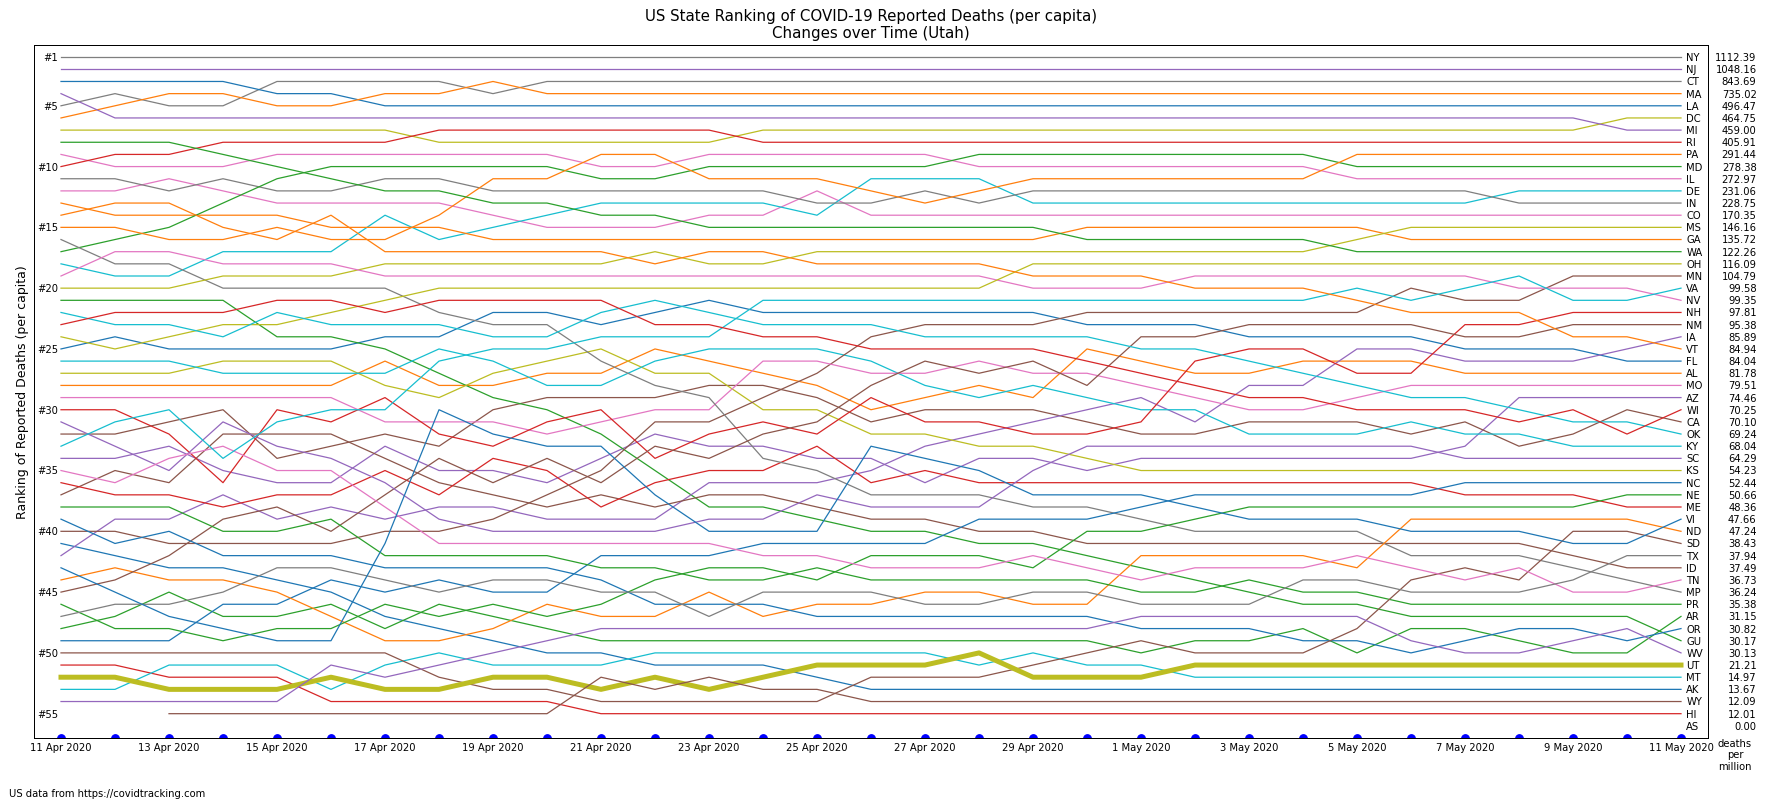 US State Ranking of COVID-19 Reported Deaths (per capita)
Changes over Time (Utah)
Ranking of Reported Deaths (per capita)
#1
#5
#10
#15
#20
#25
#30
#35
#40
#45
#50
#55
NY 1112.39
NJ 1048.16
CT 843.69
MA 735.02
LA 496.47
DC 464.75
MI 459.00
RI 405.91
PA 291.44
MD 278.38
IL 272.97
DE 231.06
IN 228.75
CO 170.35
MS 146.16
GA 135.72
WA 122.26
OH 116.09
MN 104.79
VA 99.58
NV 99.35
NH 97.81
NM 95.38
IA 85.89
VT 84.94
FL 84.04
AL 81.78
MO 79.51
AZ 74.46
WI 70.25
CA 70.10
OK 69.24
KY 68.04
SC 64.29
KS 54.23
NC 52.44
NE 50.66
ME 48.36
VI 47.66
ND 47.24
SD 38.43
TX 37.94
ID 37.49
TN 36.73
MP 36.24
PR 35.38
AR 31.15
OR 30.82
GU 30.17
WV 30.13
UT 21.21
MT 14.97
AK 13.67
WY 12.09
HI 12.01
AS 0.00
11 Apr 2020 13 Apr 2020 15 Apr 2020 17 Apr 2020 19 Apr 2020 21 Apr 2020 23 Apr 2020 25 Apr 2020 27 Apr 2020 29 Apr 2020 1 May 2020 3 May 2020 5 May 2020 7 May 2020 9 May 2020 11 May 2020
deaths
per
million
US data from https://covidtracking.com